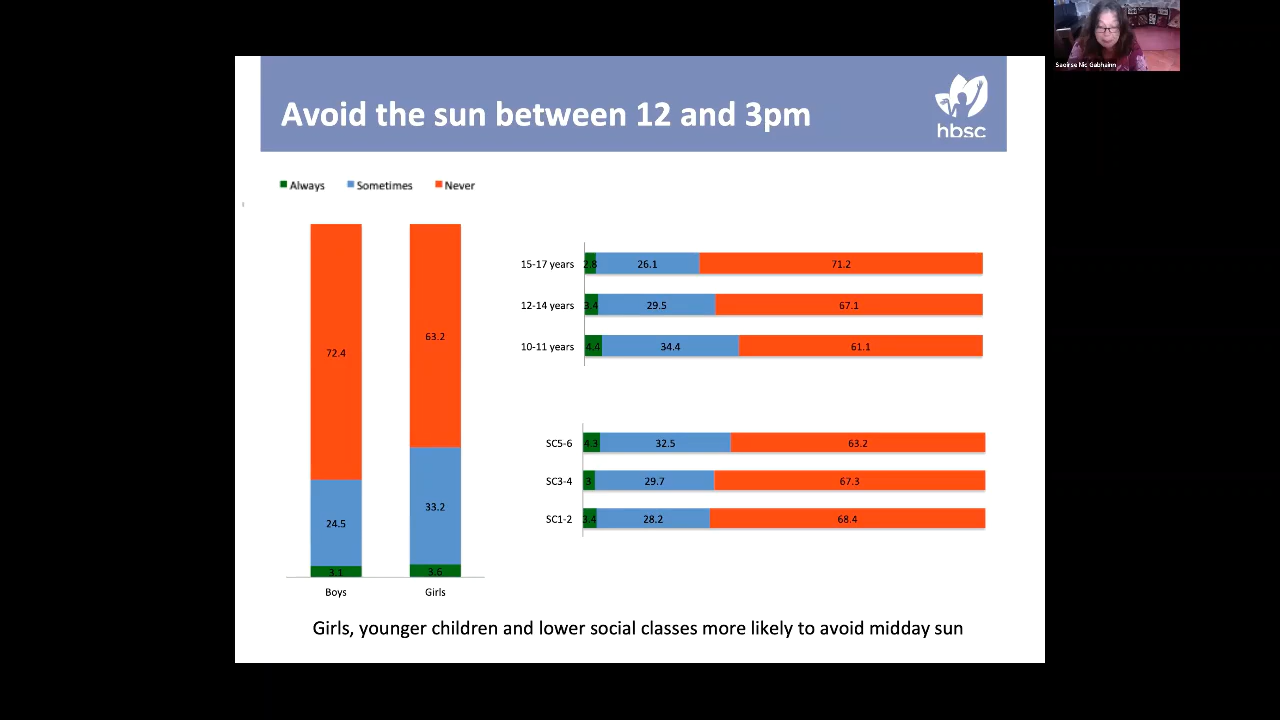 Saoirse Nic Gabhainn
Avoid the sun between 12 and 3pm
hbsc
Always Sometimes Never
72.4
24.5
3.1
Boys
63.2
33.2
3.6
Girls
15-17 years 2.8 26.1 71.2
12-14 years 3.4 29.5 67.1
10-11 years 4.4 34.4 61.1
SC5-6 4.3 32.5 63.2
SC3-4 3 29.7 67.3
SC1-2 3.4 28.2 68.4
Girls, younger children and lower social classes more likely to avoid midday sun